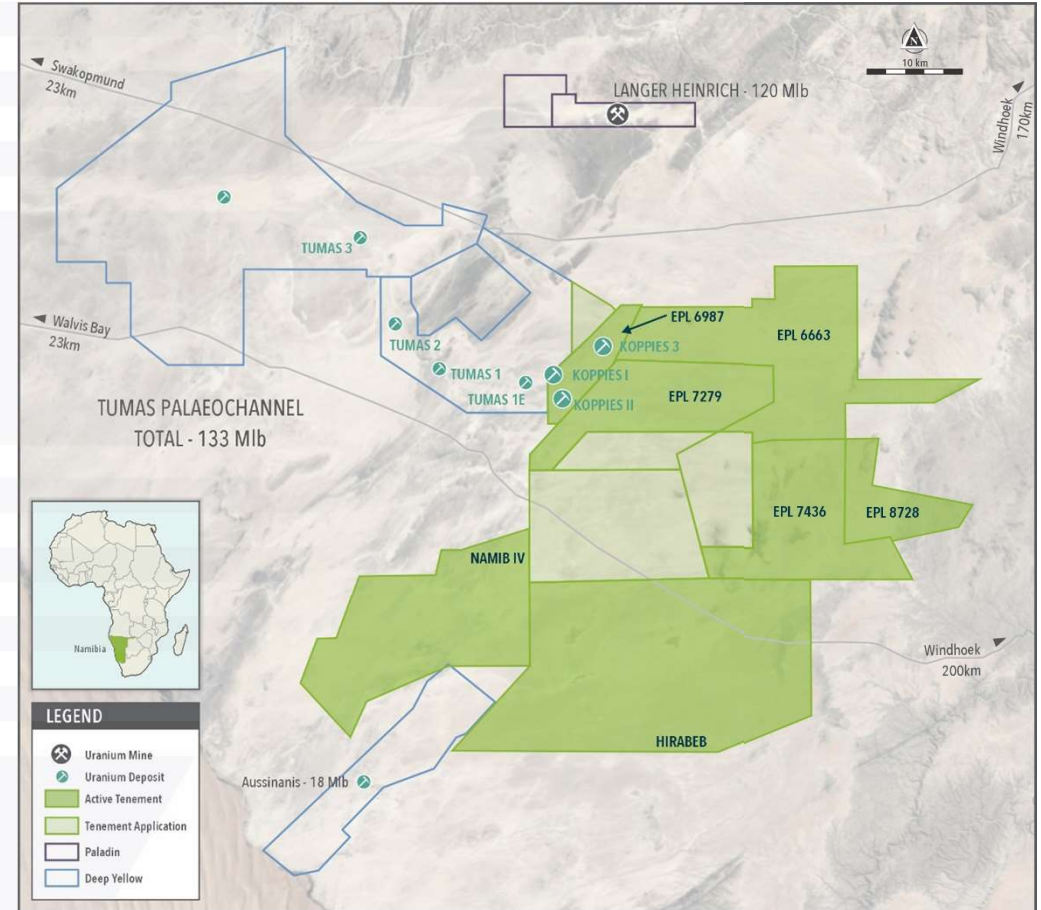 N
10 km
Swakopmund
23km
LANGER HEINRICH - 120 Mlb
Windhoek
170km
TUMAS 3
Walvis Bay
23km
TUMAS 2
TUMAS 1
TUMAS 1E
EPL 6987
KOPPIES 3
EPL 6663
KOPPIES I
KOPPIES II
EPL 7279
TUMAS PALAEOCHANNEL
TOTAL - 133 Mlb
EPL 7436
EPL 8728
NAMIB IV
Namibia
Windhoek
200km
HIRABEB
Aussinanis - 18 Mlb
LEGEND
Uranium Mine
Uranium Deposit
Active Tenement
Tenement Application
Paladin
Deep Yellow